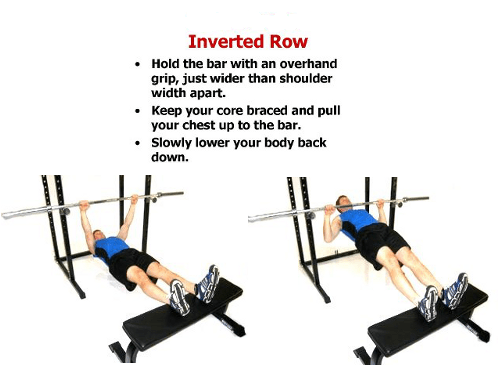 Inverted Row
• Hold the bar with an overhand
grip, just wider than shoulder
width apart.
• Keep your core braced and pull
your chest up to the bar.
• Slowly lower your body back
down.